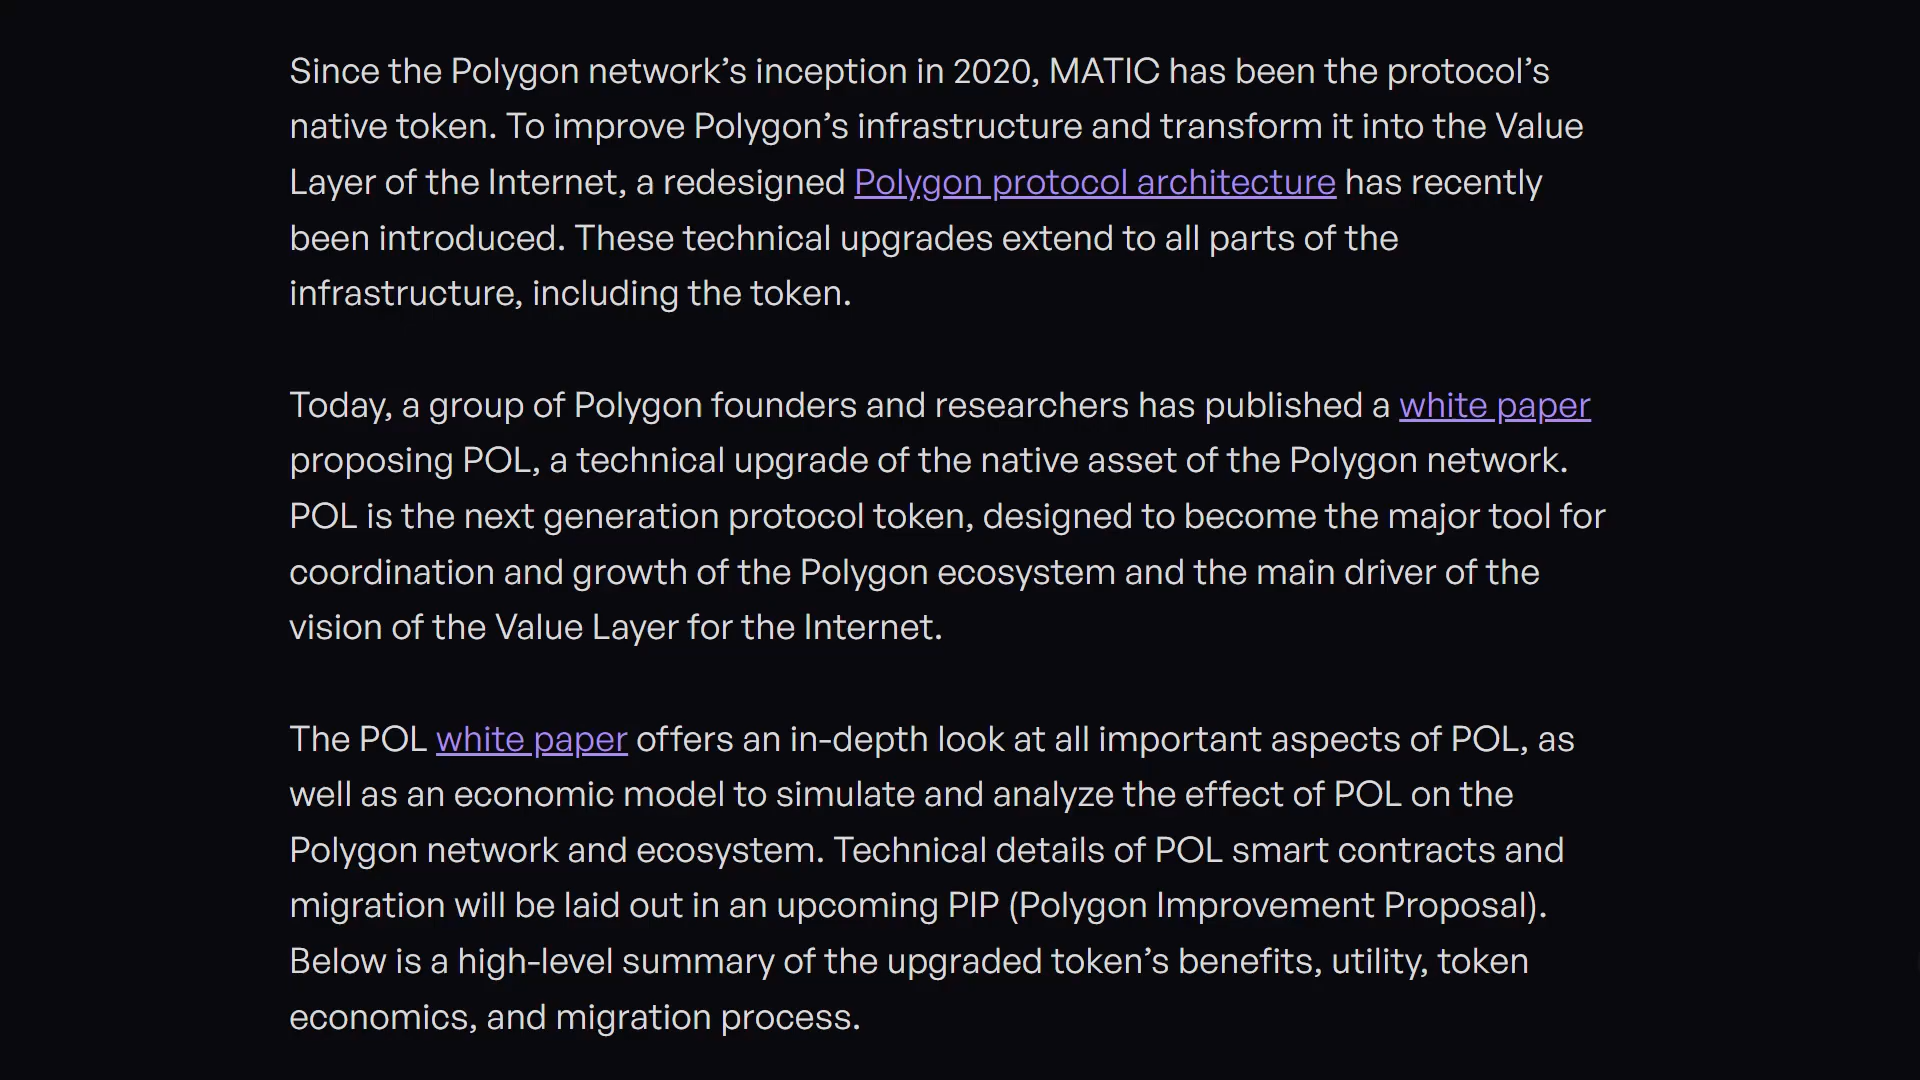 Since the Polygon network’s inception in 2020, MATIC has been the protocol’s
native token. To improve Polygon’s infrastructure and transform it into the Value
Layer of the Internet, a redesigned Polygon protocol architecture has recently
been introduced. These technical upgrades extend to all parts of the
infrastructure, including the token.
Today, a group of Polygon founders and researchers has published a white paper
proposing POL, a technical upgrade of the native asset of the Polygon network.
POL is the next generation protocol token, designed to become the major tool for
coordination and growth of the Polygon ecosystem and the main driver of the
vision of the Value Layer for the Internet.
The POL white paper offers an in-depth look at all important aspects of POL, as
well as an economic model to simulate and analyze the effect of POL on the
Polygon network and ecosystem. Technical details of POL smart contracts and
migration will be laid out in an upcoming PIP (Polygon Improvement Proposal).
Below is a high-level summary of the upgraded token’s benefits, utility, token
economics, and migration process.